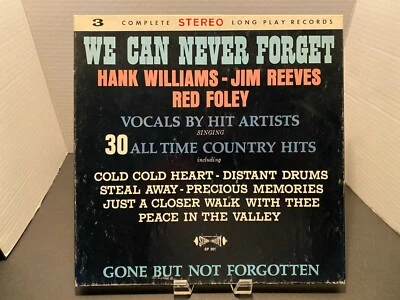 3 COMPLETE STEREO LONG PLAY RECORDS
WE CAN NEVER FORGET
HANK WILLIAMS - JIM REEVES
RED FOLEY
VOCALS BY HIT ARTISTS
SINGING
30 ALL TIME COUNTRY HITS
including
COLD COLD HEART - DISTANT DRUMS
STEAL AWAY - PRECIOUS MEMORIES
JUST A CLOSER WALK WITH THEE
PEACE IN THE VALLEY
GONE BUT NOT FORGOTTEN